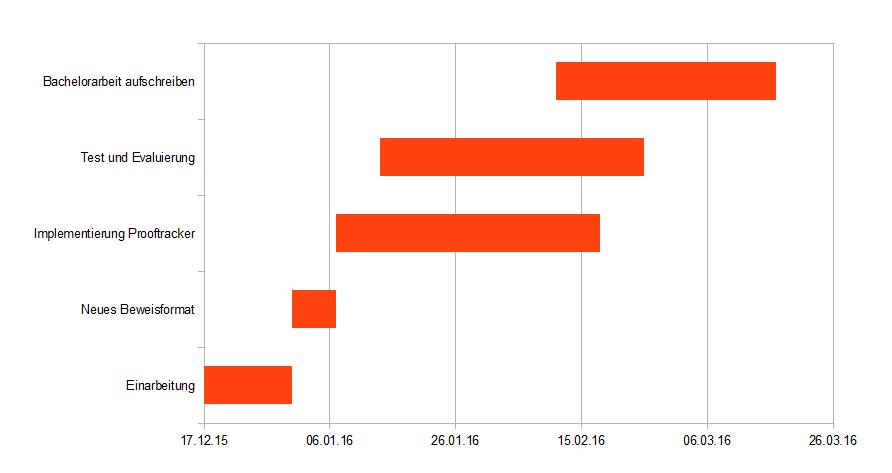 Bachelorarbeit aufschreiben
Test und Evaluierung
Implementierung Prooftracker
Neues Beweisformat
Einarbeitung
17.12.15 06.01.16 26.01.16 15.02.16 06.03.16 26.03.16